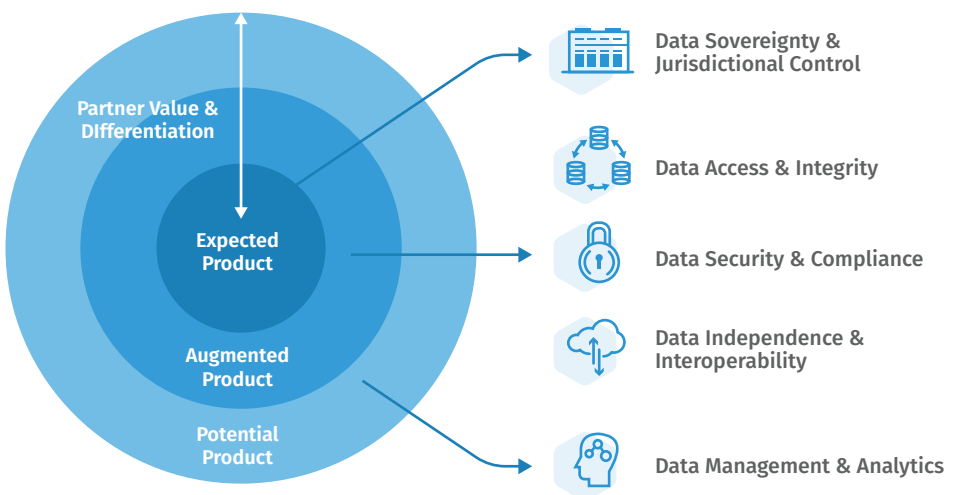 Partner Value &
DIfferentiation
Expected
Product
Augmented
Product
Potential
Product
Data Sovereignty &
Jurisdictional Control
Data Access & Integrity
Data Security & Compliance
Data Independence &
Interoperability
Data Management & Analytics